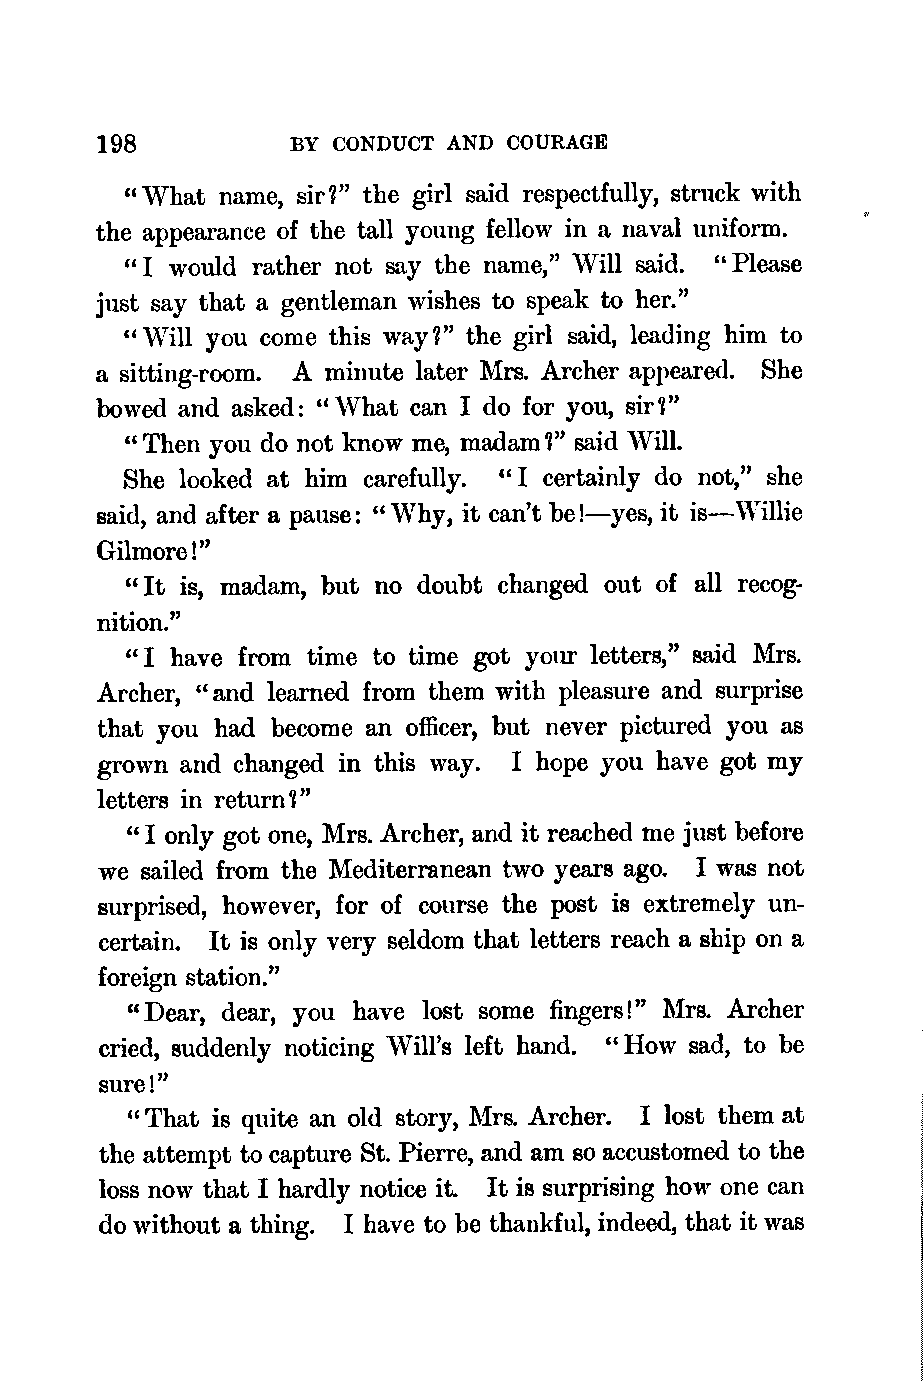 198 BY CONDUCT AND COURAGE
"What name, sir?" the girl said respectfully, struck with
the appearance of the tall young fellow in a naval uniform.
"I would rather not say the name," Will said. "Please
just say that a gentleman wishes to speak to her."
"Will you come this way?" the girl said, leading him to
a sitting-room. A minute later Mrs. Archer appeared. She
bowed and asked: "What can I do for you, sir?"
"Then you do not know me, madam?" said Will.
She looked at him carefully. "I certainly do not," she
said, and after a pause: "Why, it can't be!—yes, it is—Willie
Gilmore!"
"It is, madam, but no doubt changed out of all recog-
nition."
"I have from time to time got your letters," said Mrs.
Archer, "and learned from them with pleasure and surprise
that you had become an officer, but never pictured you as
grown and changed in this way. I hope you have got my
letters in return?"
"I only got one, Mrs. Archer, and it reached me just before
we sailed from the Mediterranean two years ago. I was not
surprised, however, for of course the post is extremely un-
certain. It is only very seldom that letters reach a ship on a
foreign station."
"Dear, dear, you have lost some fingers!" Mrs. Archer
cried, suddenly noticing Will's left hand. "How sad, to be
sure!"
"That is quite an old story, Mrs. Archer. I lost them at
the attempt to capture St. Pierre, and am so accustomed to the
loss now that I hardly notice it. It is surprising how one can
do without a thing. I have to be thankful, indeed, that it was